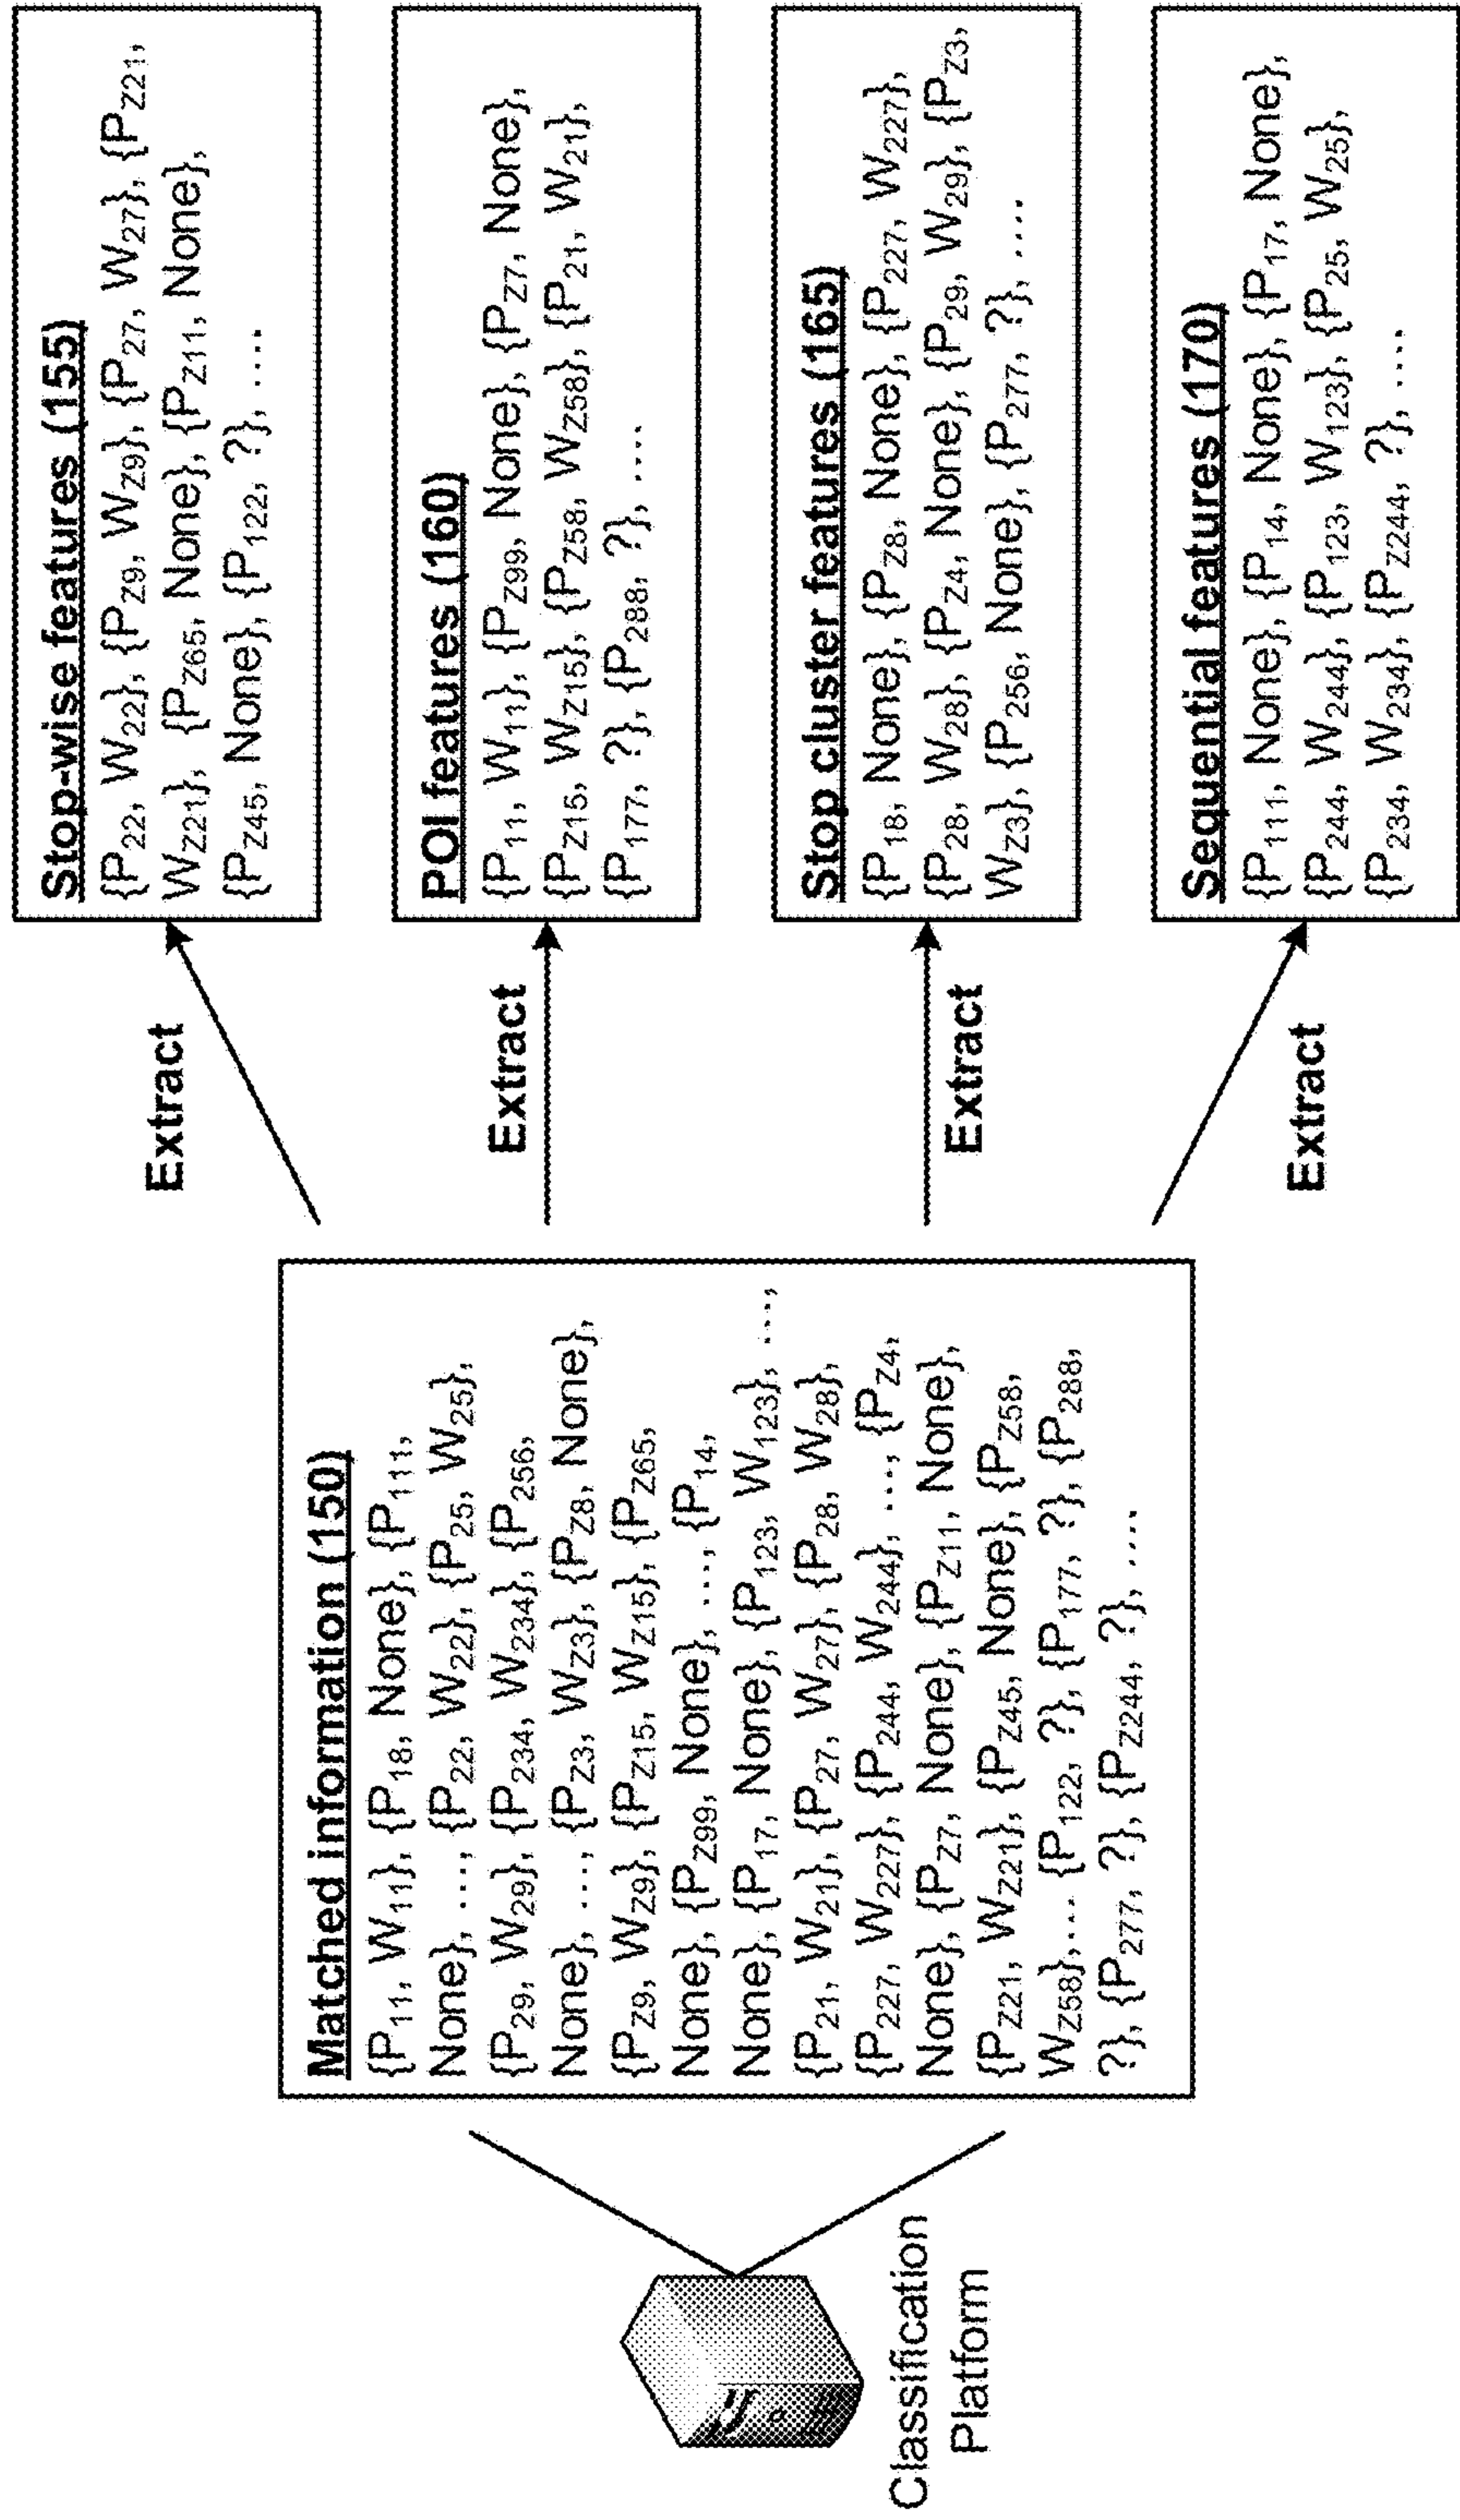 Classification
Platform
Matched information (150)
{P11, W11}, {P18, None}, {P111,
None}, …, {P22, W22}, {P25, W25},
{P29, W29}, {P234, W234}, {P256,
None}, …, {PZ3, WZ3}, {PZ8, None},
{PZ9, WZ9}, {PZ15, WZ15}, {PZ65,
None}, {PZ99, None}, …, {P14,
None}, {P17, None}, {P123, W123}, …,
{P21, W21}, {P27, W27}, {P28, W28},
{P227, W227}, {P244, W244}, …, {PZ4,
None}, {PZ7, None}, {PZ11, None},
{PZ21, WZ21}, {PZ45, None}, {PZ58,
WZ58},… {P122, ?}, {P177, ?}, {P288,
?}, {P277, ?}, {PZ244, ?}, ….
Extract
Extract
Extract
Extract
Stop-wise features (155)
{P22, W22}, {PZ9, WZ9}, {P27, W27}, {PZ21,
WZ21}, {PZ65, None}, {PZ11, None},
{PZ45, None}, {P122, ?}, ….
POI features (160)
{P11, W11}, {PZ99, None}, {PZ7, None},
{PZ15, WZ15}, {PZ58, WZ58}, {P21, W21},
{P177, ?}, {P288, ?}, ….
Stop cluster features (165)
{P18, None}, {PZ8, None}, {P227, W227},
{P28, W28}, {PZ4, None}, {P29, W29}, {PZ3,
WZ3}, {P256, None}, {P277, ?}, ….
Sequential features (170)
{P111, None}, {P14, None}, {P17, None},
{P244, W244}, {P123, W123}, {P25, W25},
{P234, W234}, {PZ244, ?}, ….